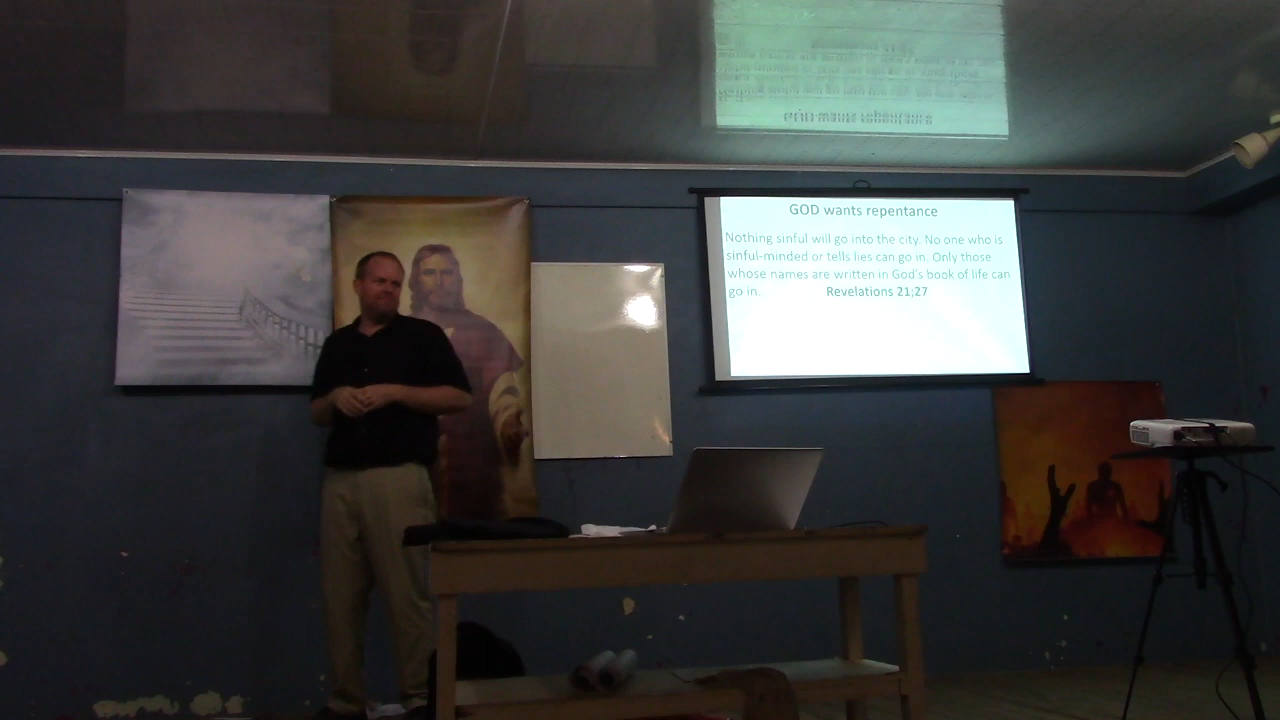 GOD wants repentance
Nothing sinful will go into the city. No one who is
sinful-minded or tells lies can go in. Only those
whose names are written in God's book of life can
go in. Revelations 21;27